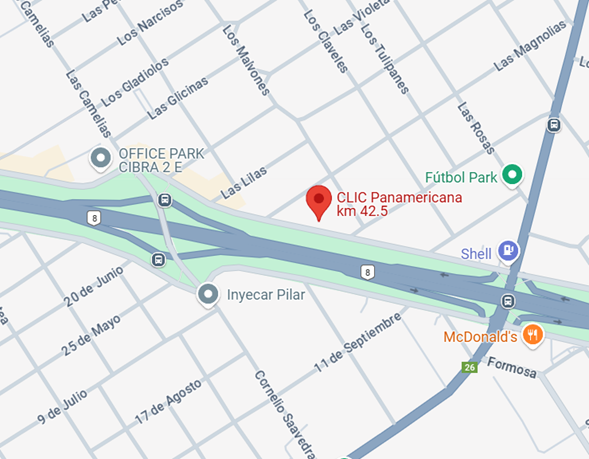 Camelias
Las Pe
Los Narcisos
Las Violeta
Los Malvones
Los Claveles
Los Tulipanes
Las Magnolias
Lo
Las Camelias
Los Gladiolos
Las Glicinas
Las Rosas
OFFICE PARK
CIBRA 2 E
Las Lilas
Fútbol Park
CLIC Panamericana
km 42.5
8
Shell
8
20 de Junio
Inyecar Pilar
25 de Mayo
11 de Septiembre
McDonald's
26
Formosa
9 de Julio
17 de Agosto
Cornelio Saavedra